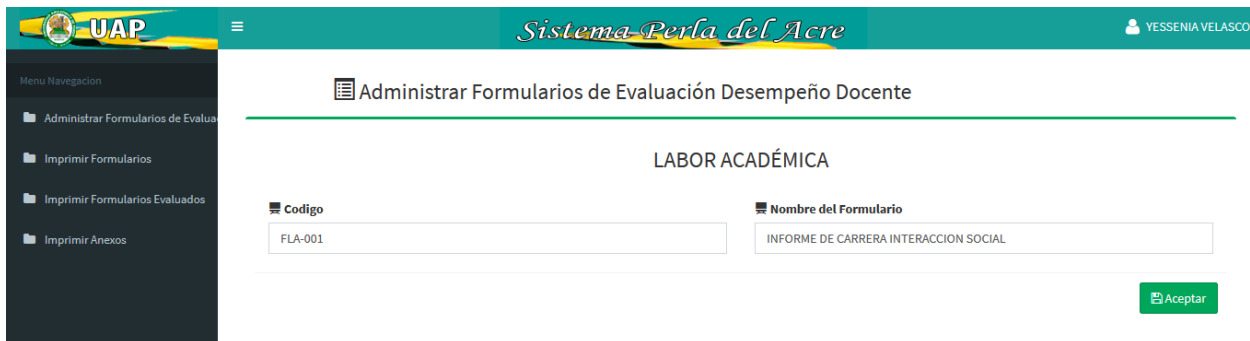 UAP
Sistema Perla del Acre
YESSENIA VELASCO
Menu Navegacion
Administrar Formularios de Evalua
Imprimir Formularios
Imprimir Formularios Evaluados
Imprimir Anexos
Administrar Formularios de Evaluación Desempeño Docente
LABOR ACADÉMICA
Codigo
Nombre del Formulario
FLA-001
INFORME DE CARRERA INTERACCION SOCIAL
Aceptar